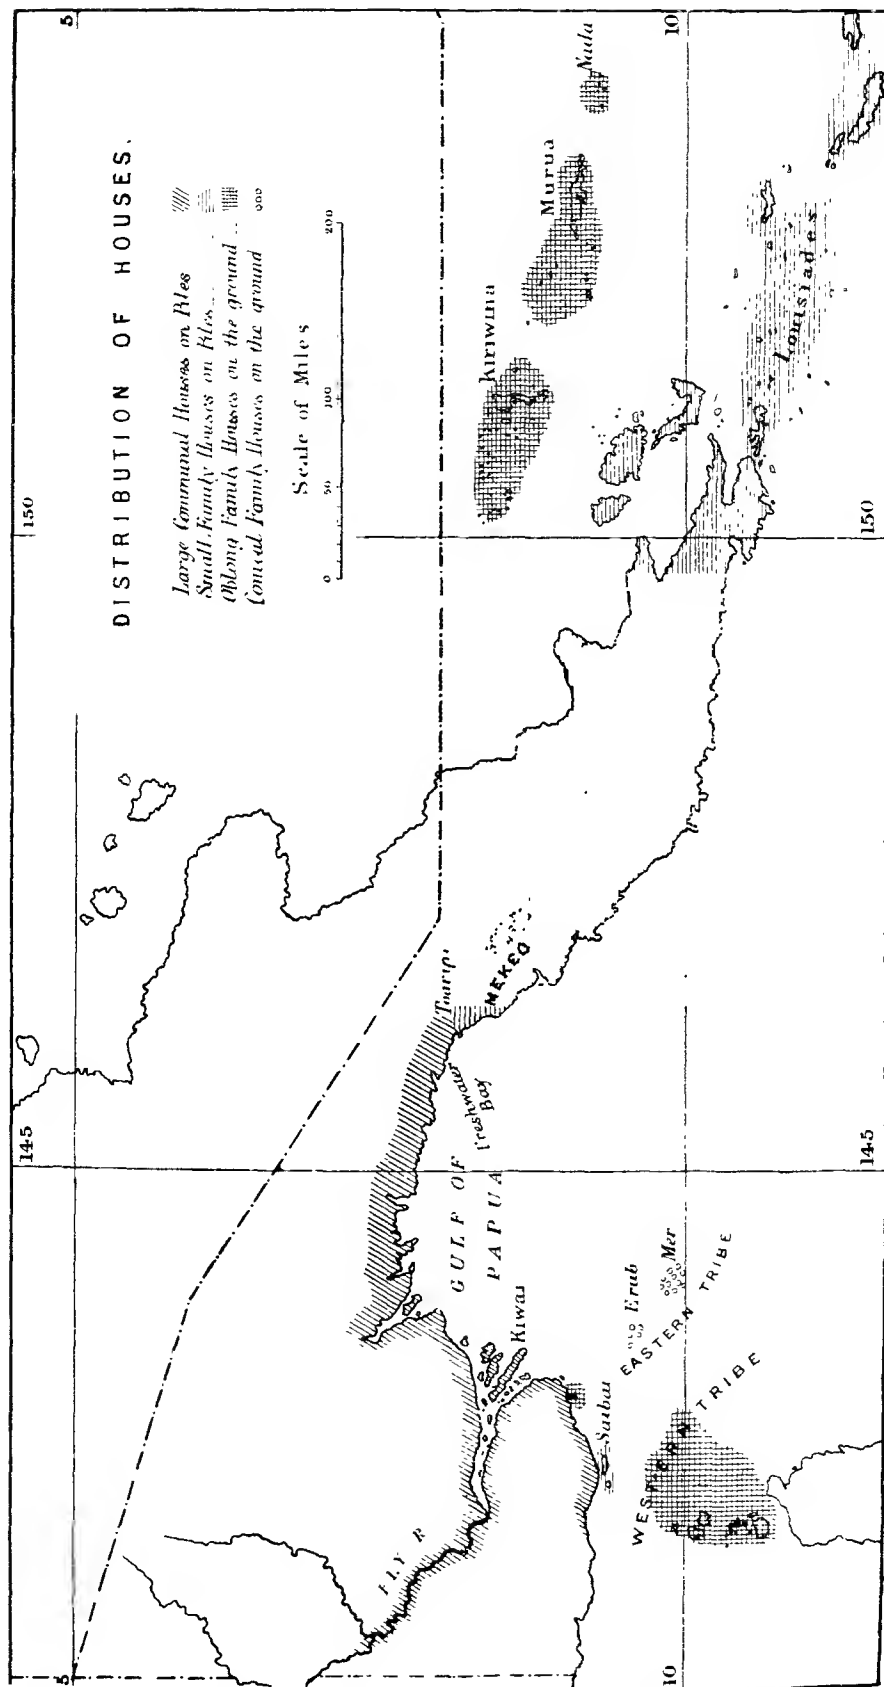 DISTRIBUTION OF HOUSES.
Large Communal Houses on Piles
Small Family Houses on Piles...
Oblong Family Houses on the ground ..
Conical Family Houses on the ground
Scale of Miles
0 50 100 200
145
150
5
5
Kiriwina
Murua
Nada
Toaripi
MEKEO
Freshwater
Bay
GULF OF
PAPUA
FLY R
Kiwai
Saibai
Erub
Mer
EASTERN TRIBE
WESTERN TRIBE
Louisiades
10
10
145
150